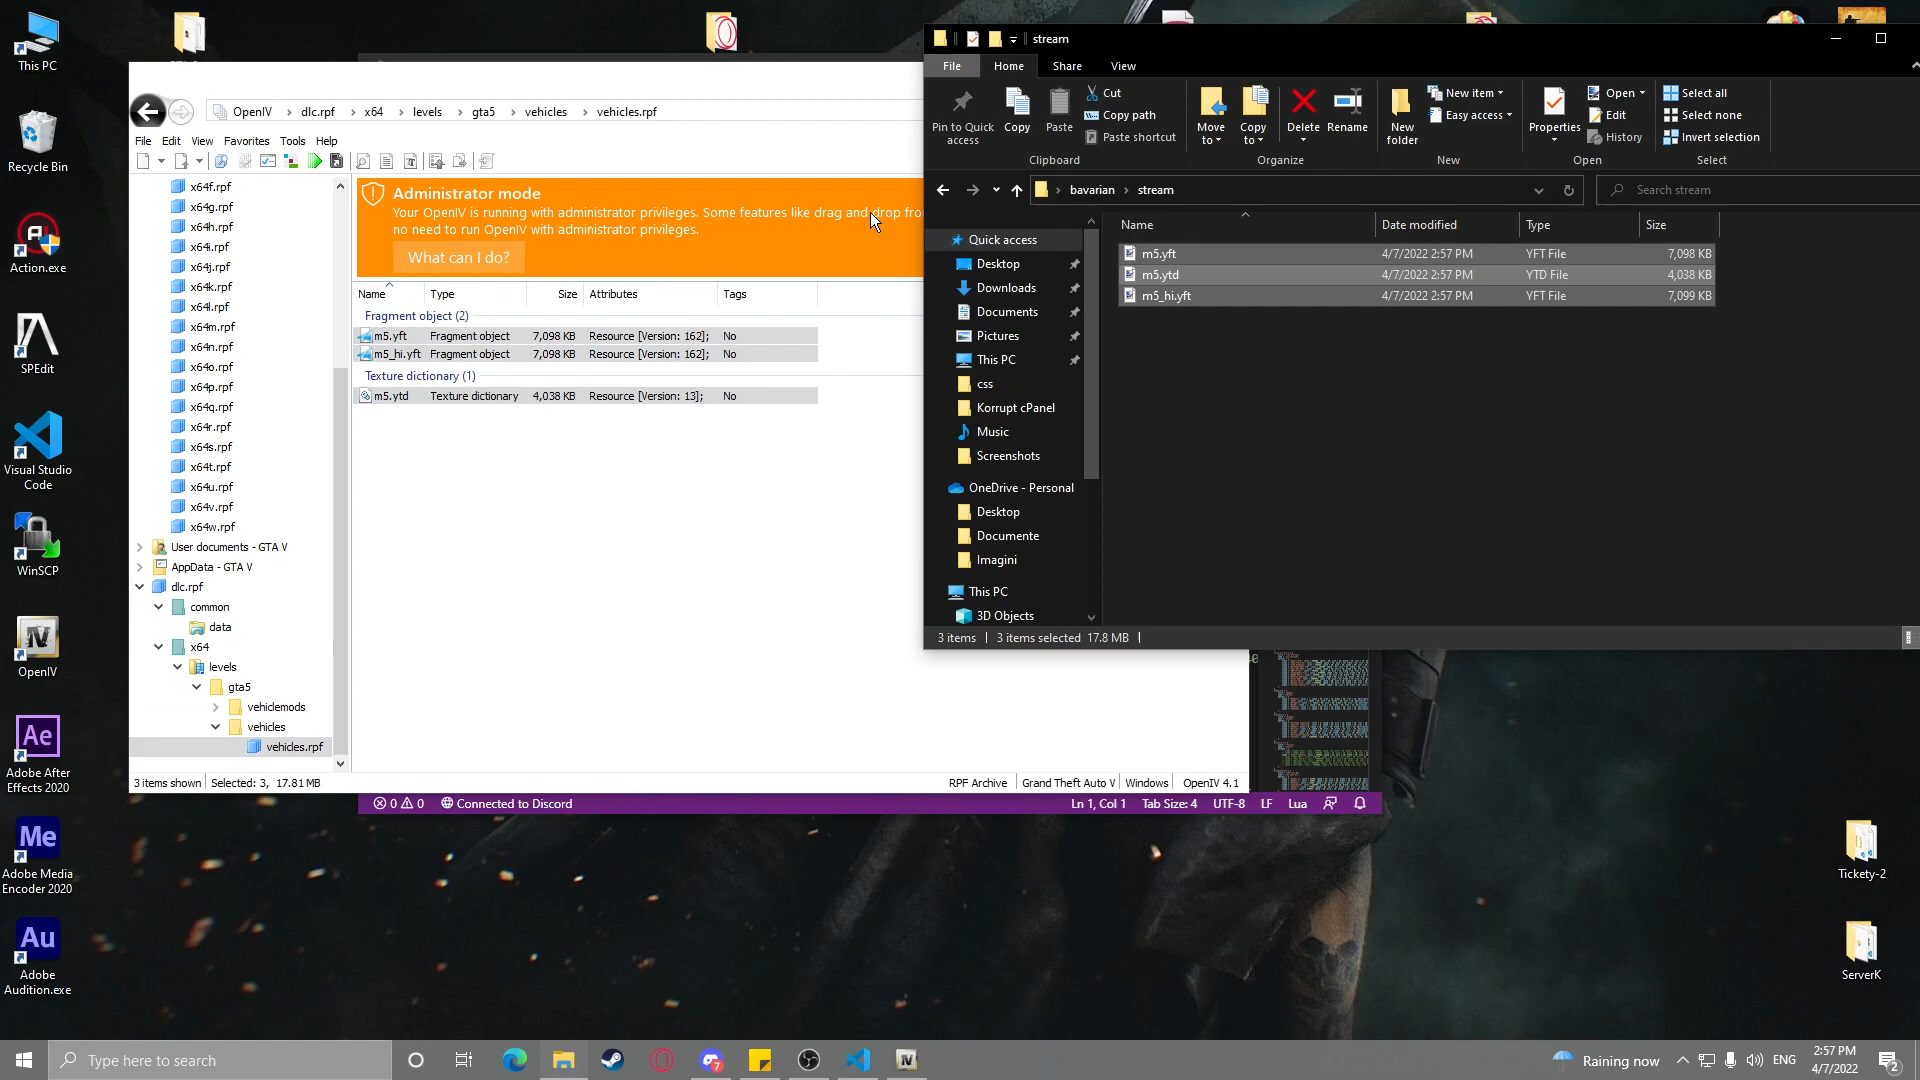 This PC
Recycle Bin
Action.exe
SPEdit
Visual Studio
Code
WinSCP
OpenIV
Ae
Adobe After
Effects 2020
Me
Adobe Media
Encoder 2020
Au
Adobe
Audition.exe
OpenIV
dlc.rpf
x64
levels
gta5
vehicles
vehicles.rpf
File
Edit
View
Favorites
Tools
Help
x64f.rpf
x64g.rpf
x64h.rpf
x64i.rpf
x64j.rpf
x64k.rpf
x64l.rpf
x64m.rpf
x64n.rpf
x64o.rpf
x64p.rpf
x64q.rpf
x64r.rpf
x64s.rpf
x64t.rpf
x64u.rpf
x64v.rpf
x64w.rpf
User documents - GTA V
AppData - GTA V
dlc.rpf
common
data
x64
levels
gta5
vehiclemods
vehicles
vehicles.rpf
Administrator mode
Your OpenIV is running with administrator privileges. Some features like drag and drop fro
no need to run OpenIV with administrator privileges.
What can I do?
Name Type Size Attributes Tags
Fragment object (2)
m5.yft Fragment object 7,098 KB Resource [Version: 162]; No
m5_hi.yft Fragment object 7,098 KB Resource [Version: 162]; No
Texture dictionary (1)
m5.ytd Texture dictionary 4,038 KB Resource [Version: 13]; No
3 items shown Selected: 3, 17.81 MB
RPF Archive Grand Theft Auto V Windows OpenIV 4.1
0 0 Connected to Discord
Ln 1, Col 1 Tab Size: 4 UTF-8 LF Lua
stream
File Home Share View
Pin to Quick
access
Copy
Paste
Cut
Copy path
Paste shortcut
Clipboard
Move
to
Copy
to
Delete
Rename
Organize
New
folder
New item
Easy access
New
Properties
Open
Edit
History
Open
Select all
Select none
Invert selection
Select
bavarian
stream
Search stream
Quick access
Desktop
Downloads
Documents
Pictures
This PC
css
Korrupt cPanel
Music
Screenshots
OneDrive - Personal
Desktop
Documente
Imagini
This PC
3D Objects
Name Date modified Type Size
m5.yft 4/7/2022 2:57 PM YFT File 7,098 KB
m5.ytd 4/7/2022 2:57 PM YTD File 4,038 KB
m5_hi.yft 4/7/2022 2:57 PM YFT File 7,099 KB
3 items 3 items selected 17.8 MB
Tickety-2
ServerK
Type here to search
Raining now
ENG
2:57 PM
4/7/2022
2